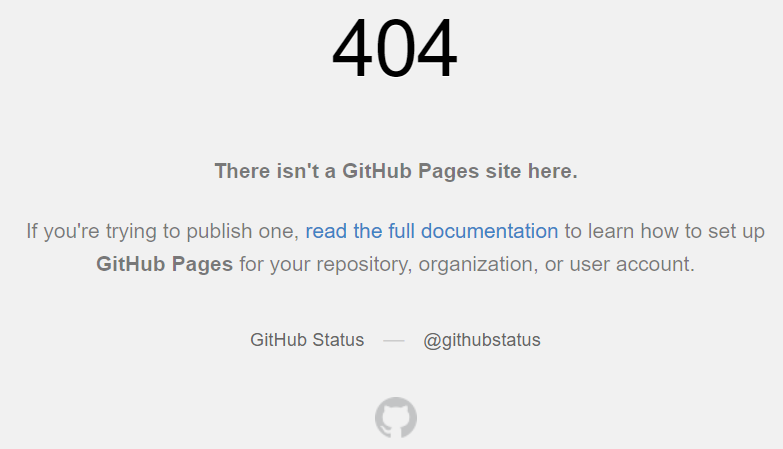 404
There isn't a GitHub Pages site here.
If you're trying to publish one, read the full documentation to learn how to set up
GitHub Pages for your repository, organization, or user account.
GitHub Status — @githubstatus